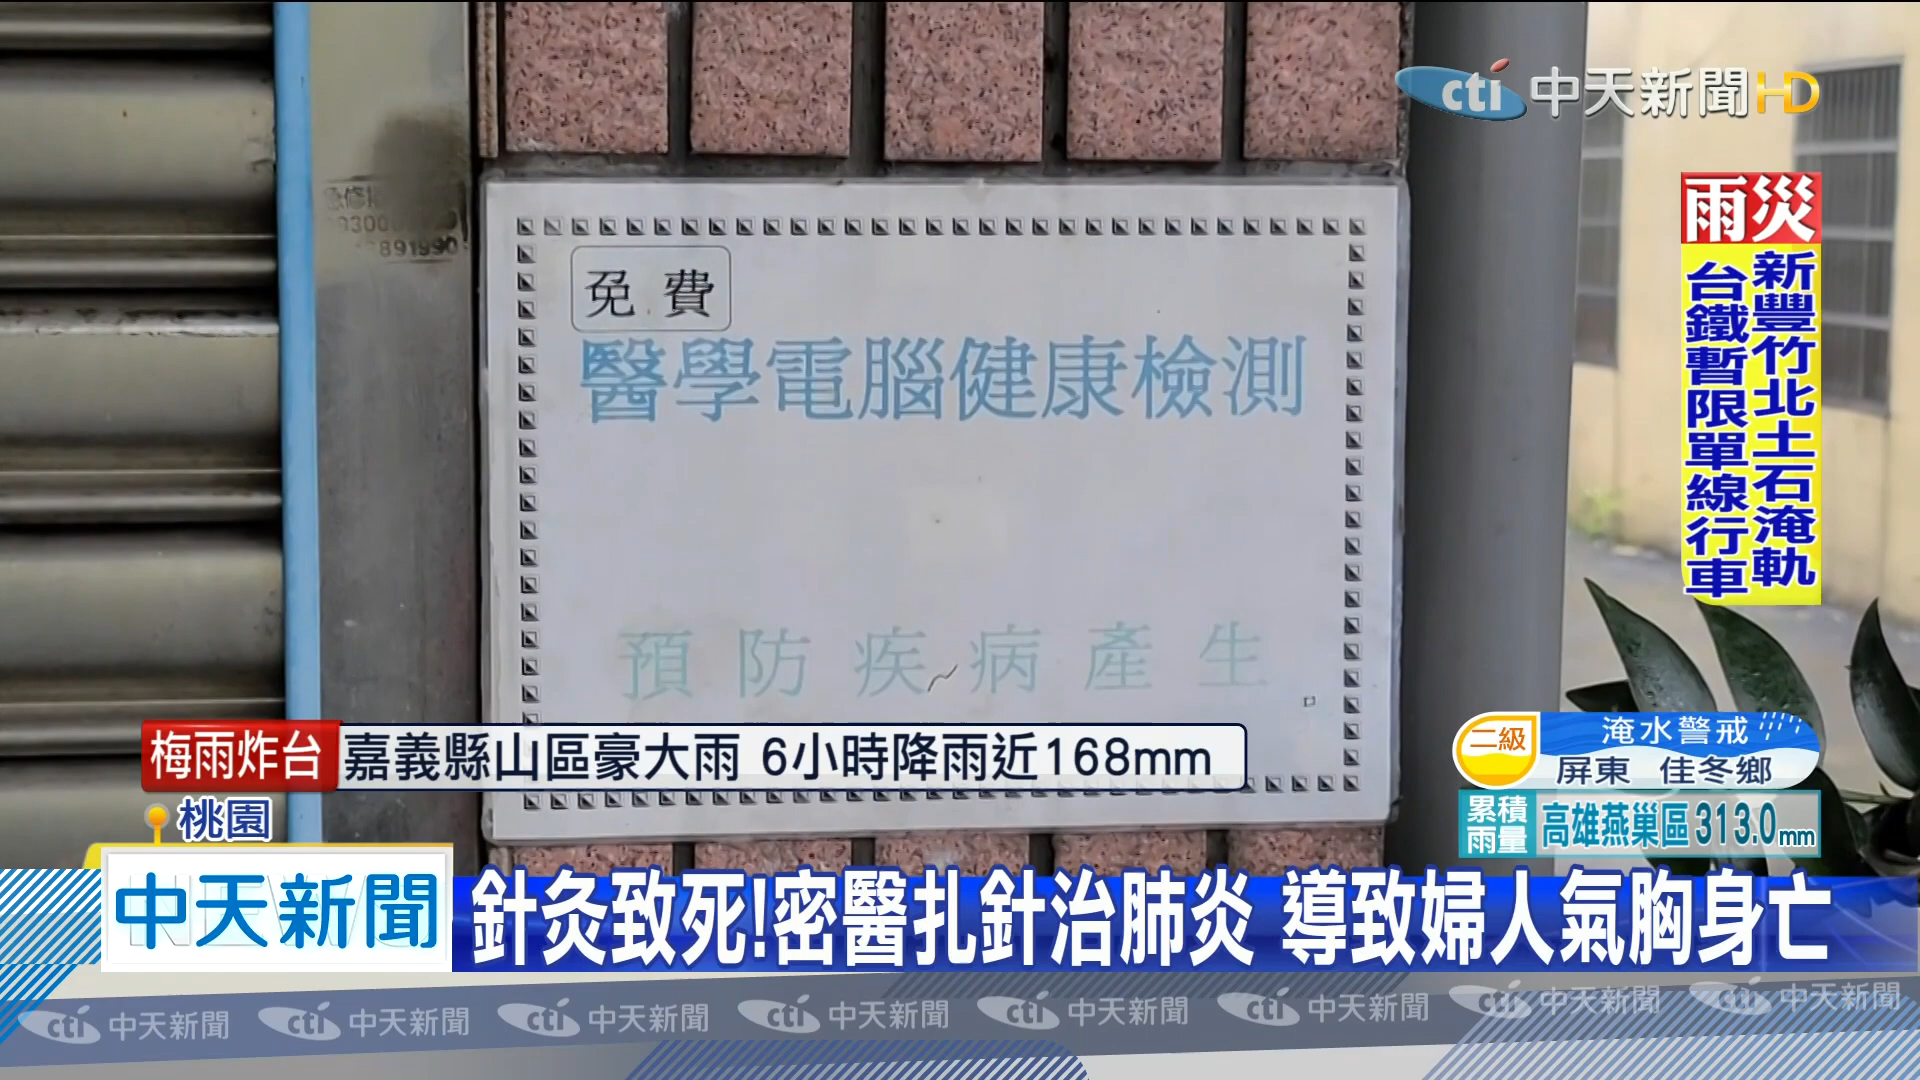 cti 中天新聞HD
雨災
新豐竹北土石淹軌
台鐵暫限單線行車
急修
免費
醫學電腦健康檢測
預防疾病產生
梅雨炸台
嘉義縣山區豪大雨 6小時降雨近168mm
二級
淹水警戒
屏東 佳冬鄉
累積雨量
高雄燕巢區313.0mm
桃園
中天新聞
針灸致死!密醫扎針治肺炎 導致婦人氣胸身亡
cti 中天新聞 cti 中天新聞 cti 中天新聞 cti 中天新聞 cti 中天新聞 cti 中天新聞 cti 中天新聞 cti 中天新聞